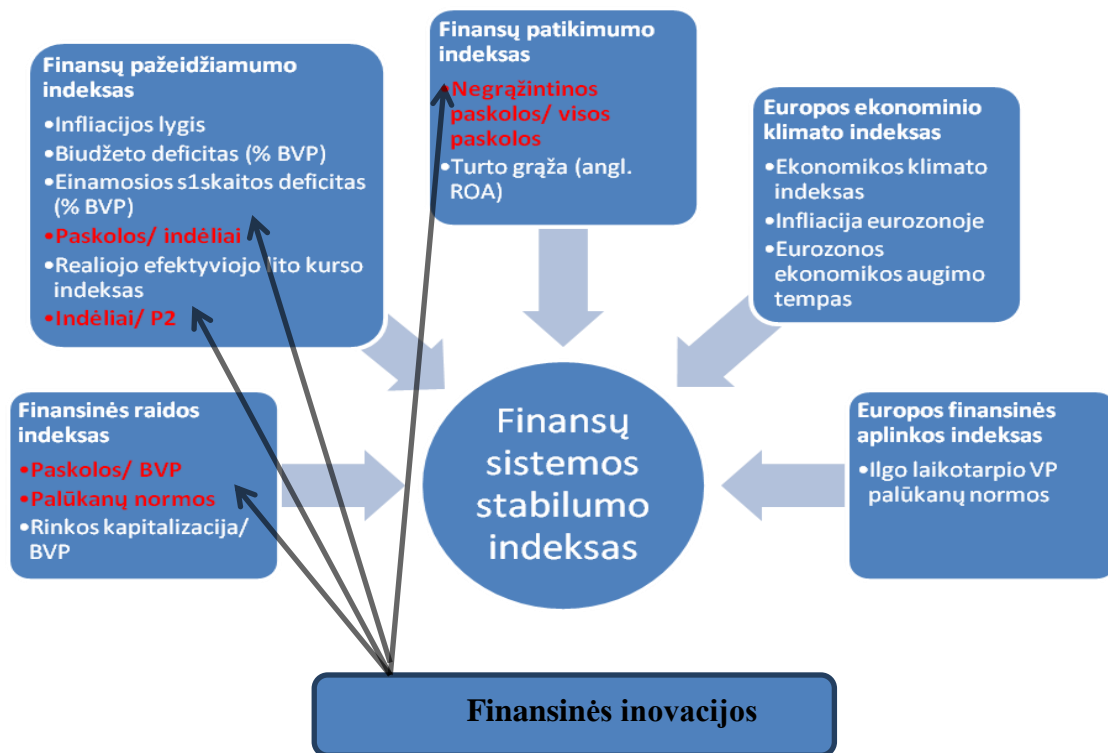 Finansų pažeidžiamumo
indeksas
•Infliacijos lygis
•Biudžeto deficitas (% BVP)
•Einamosios s1skaitos deficitas
(% BVP)
•Paskolos/ indėliai
•Realiojo efektyviojo lito kurso
indeksas
•Indėliai/ P2
Finansų patikimumo
indeksas
•Negrąžintinos
paskolos/ visos
paskolos
•Turto grąža (angl.
ROA)
Europos ekonominio
klimato indeksas
•Ekonomikos klimato
indeksas
•Infliacija eurozonoje
•Eurozonos
ekonomikos augimo
tempas
Finansinės raidos
indeksas
•Paskolos/ BVP
•Palūkanų normos
•Rinkos kapitalizacija/
BVP
Finansų
sistemos
stabilumo
indeksas
Europos finansinės
aplinkos indeksas
•Ilgo laikotarpio VP
palūkanų normos
Finansinės inovacijos